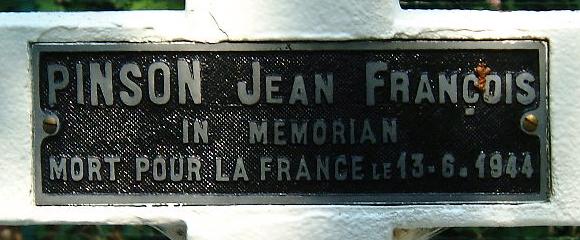 PINSON JEAN FRANÇOIS
IN MEMORIAN
MORT POUR LA FRANCE LE 13-6.1944